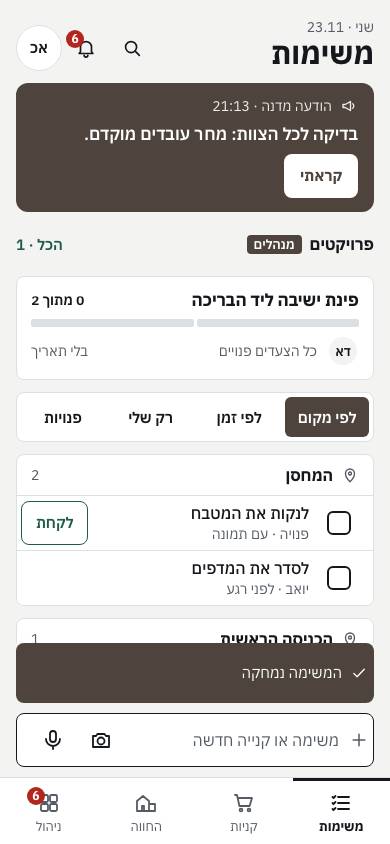 שני · 23.11
משימות
6
אכ
הודעה מדנה · 21:13
בדיקה לכל הצוות: מחר עובדים מוקדם.
קראתי
פרויקטים
מנהלים
הכל · 1
פינת ישיבה ליד הבריכה
0 מתוך 2
דא
כל הצעדים פנויים
בלי תאריך
לפי מקום
לפי זמן
רק שלי
פנויות
המחסן
2
לנקות את המטבח
פנויה · עם תמונה
לקחת
לסדר את המדפים
יואב · לפני רגע
הכניסה הראשית
1
המשימה נמחקה
משימה או קנייה חדשה
משימות
קניות
החווה
6
ניהול